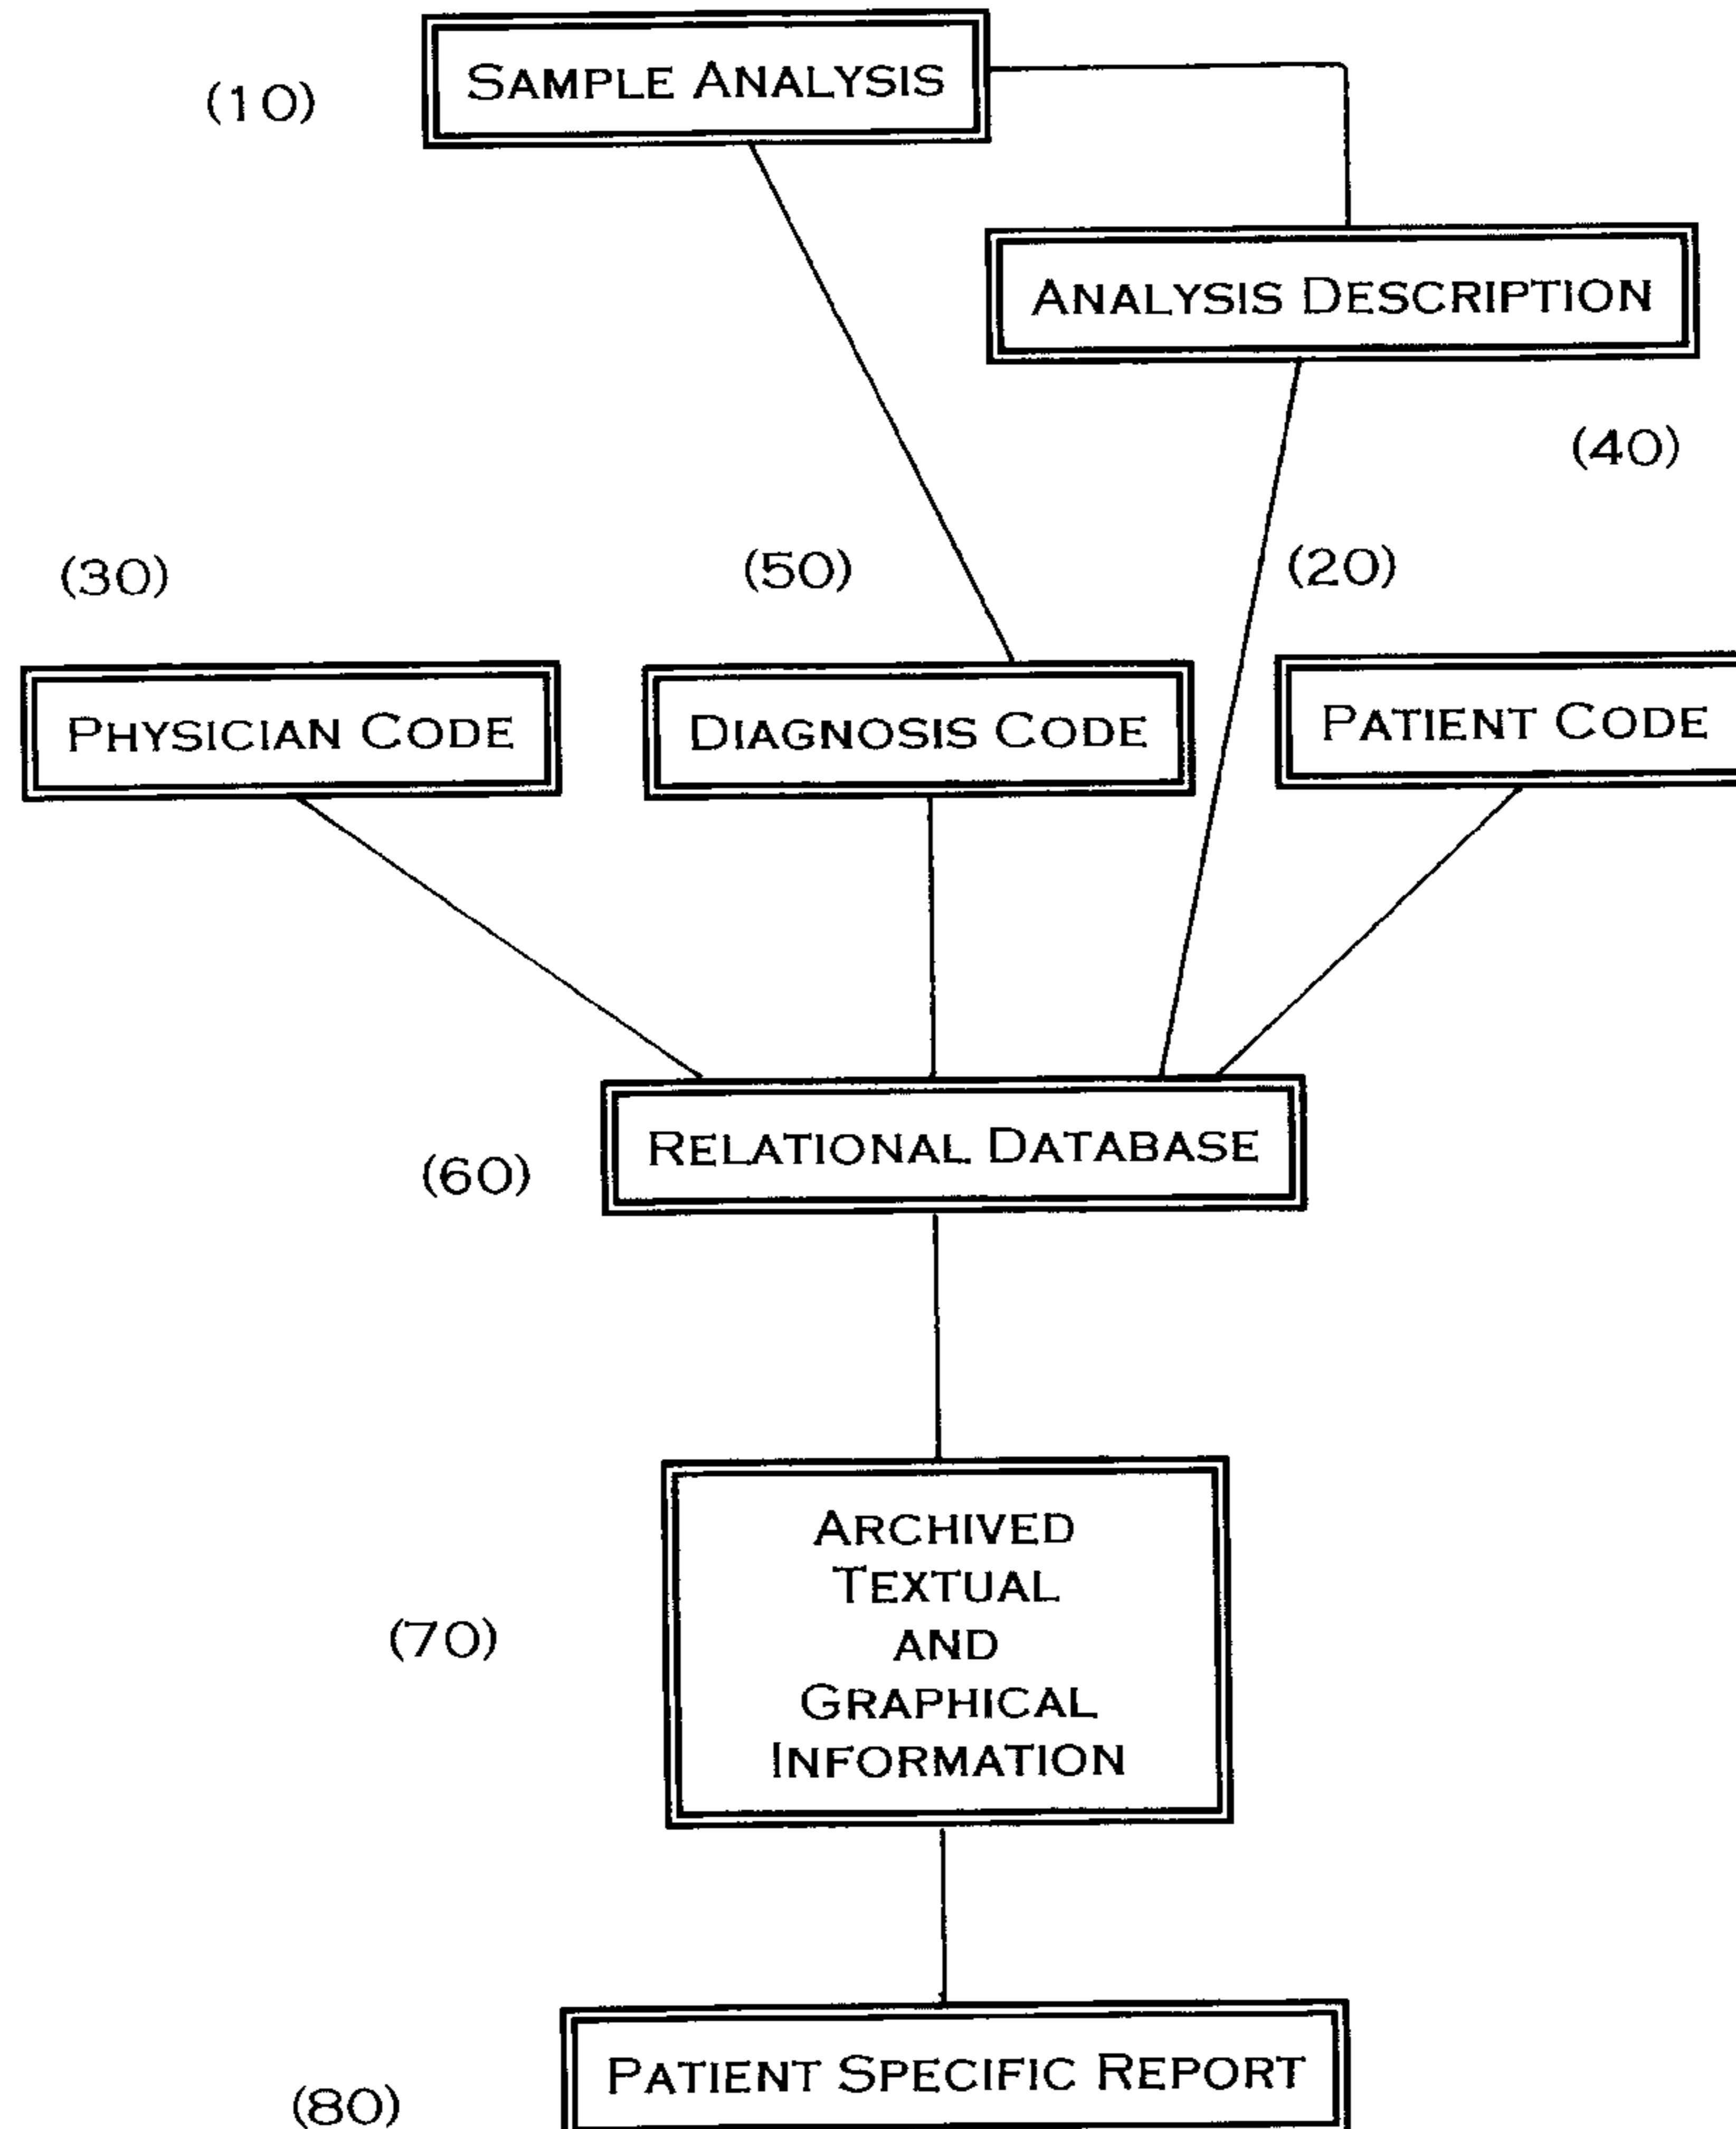 SAMPLE ANALYSIS
(10)
ANALYSIS DESCRIPTION
(40)
(30)
(50)
(20)
PHYSICIAN CODE
DIAGNOSIS CODE
PATIENT CODE
RELATIONAL DATABASE
(60)
ARCHIVED
TEXTUAL
AND
GRAPHICAL
INFORMATION
(70)
PATIENT SPECIFIC REPORT
(80)